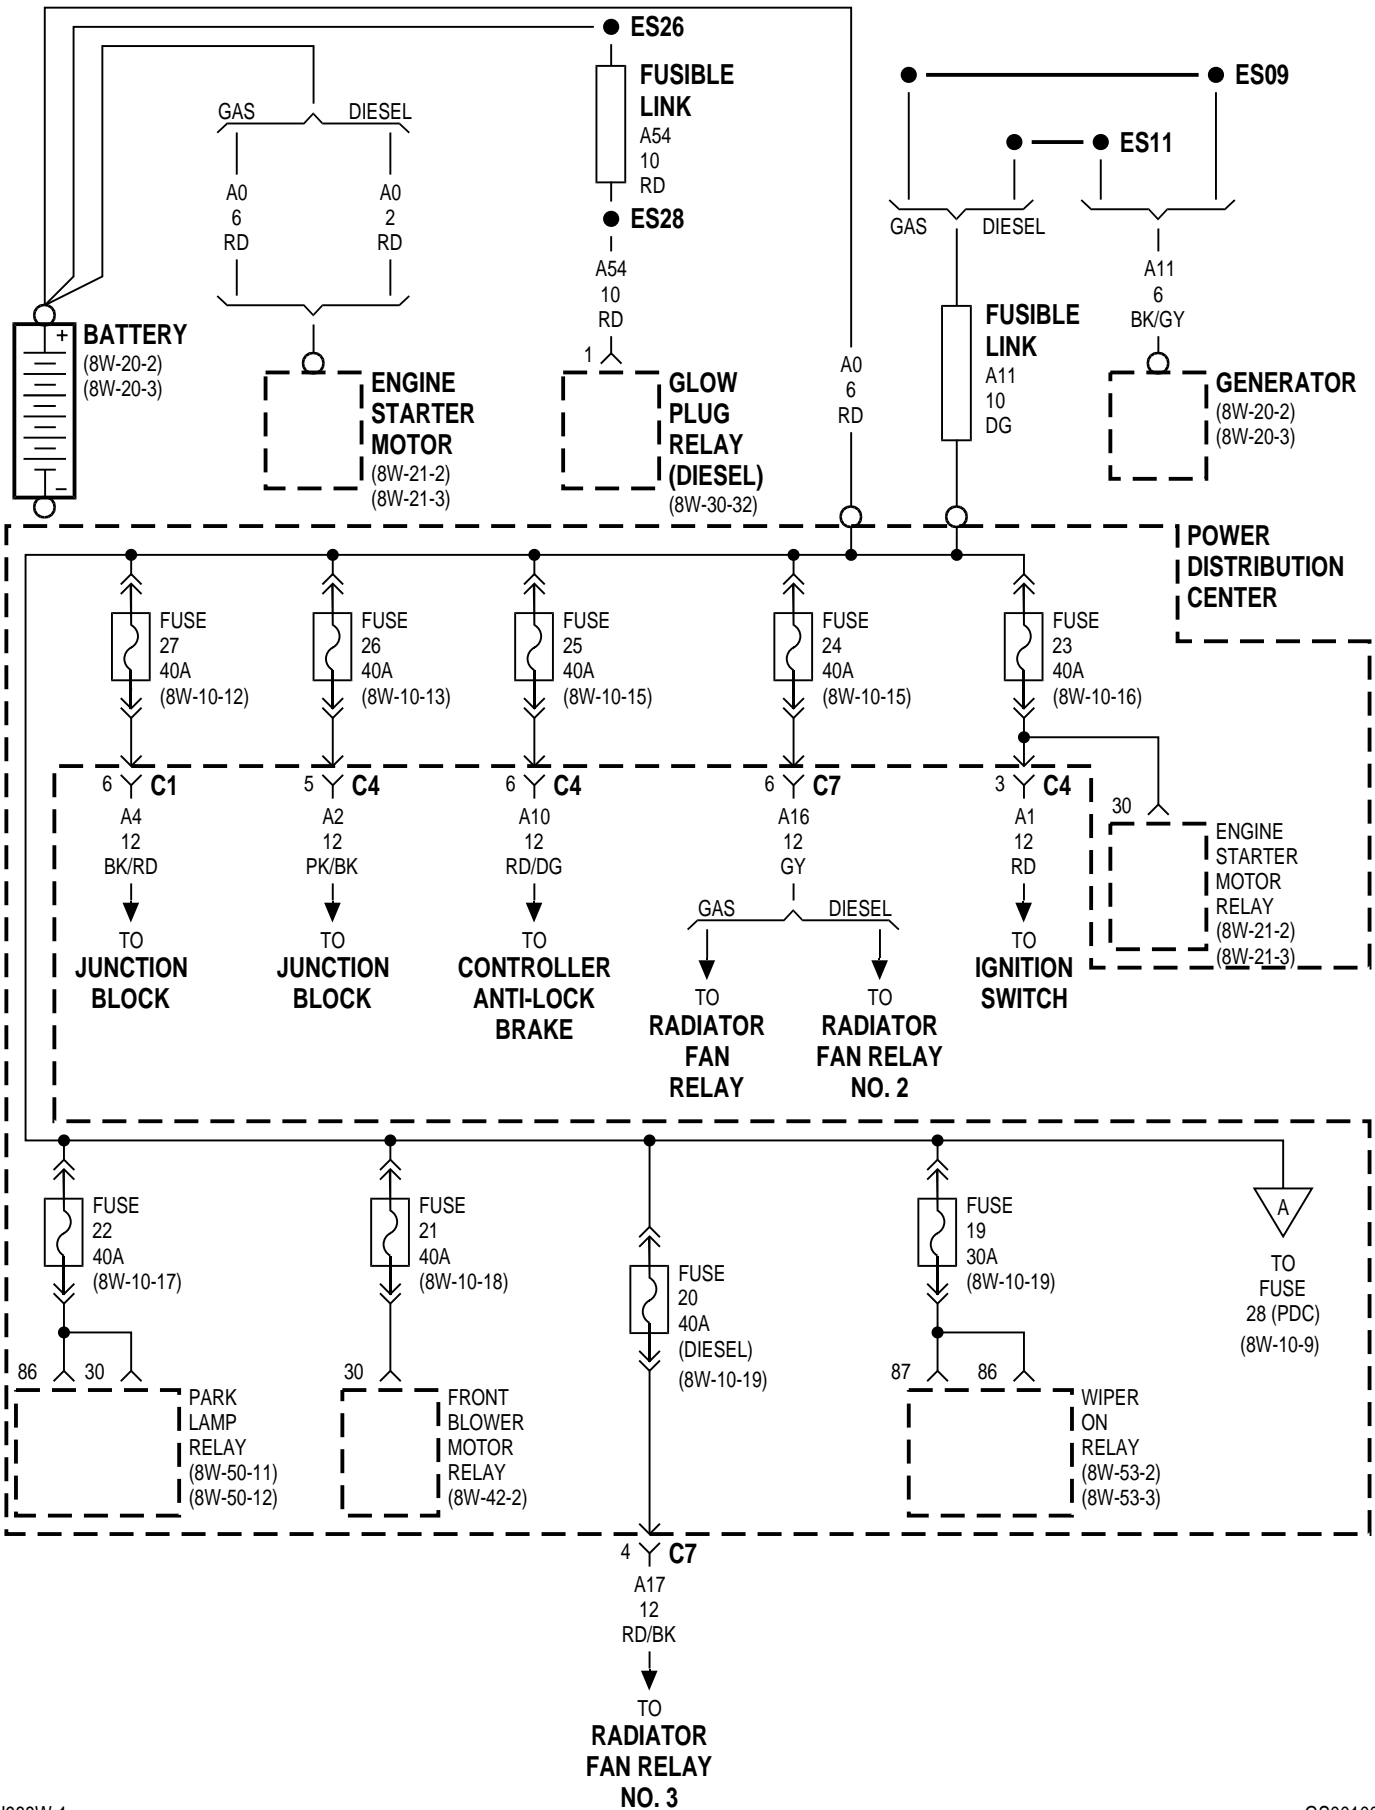 ES26
FUSIBLE
LINK
A54
10
RD
ES28
A54
10
RD
1
GLOW
PLUG
RELAY
(DIESEL)
(8W-30-32)
GAS
DIESEL
A0
6
RD
A0
2
RD
BATTERY
(8W-20-2)
(8W-20-3)
+
−
ENGINE
STARTER
MOTOR
(8W-21-2)
(8W-21-3)
A0
6
RD
ES09
ES11
GAS
DIESEL
FUSIBLE
LINK
A11
10
DG
A11
6
BK/GY
GENERATOR
(8W-20-2)
(8W-20-3)
POWER
DISTRIBUTION
CENTER
FUSE
27
40A
(8W-10-12)
FUSE
26
40A
(8W-10-13)
FUSE
25
40A
(8W-10-15)
FUSE
24
40A
(8W-10-15)
FUSE
23
40A
(8W-10-16)
6 C1
A4
12
BK/RD
TO
JUNCTION
BLOCK
5 C4
A2
12
PK/BK
TO
JUNCTION
BLOCK
6 C4
A10
12
RD/DG
TO
CONTROLLER
ANTI-LOCK
BRAKE
6 C7
A16
12
GY
GAS
DIESEL
TO
RADIATOR
FAN
RELAY
TO
RADIATOR
FAN RELAY
NO. 2
3 C4
A1
12
RD
TO
IGNITION
SWITCH
30
ENGINE
STARTER
MOTOR
RELAY
(8W-21-2)
(8W-21-3)
FUSE
22
40A
(8W-10-17)
FUSE
21
40A
(8W-10-18)
FUSE
20
40A
(DIESEL)
(8W-10-19)
FUSE
19
30A
(8W-10-19)
A
TO
FUSE
28 (PDC)
(8W-10-9)
86 30
PARK
LAMP
RELAY
(8W-50-11)
(8W-50-12)
30
FRONT
BLOWER
MOTOR
RELAY
(8W-42-2)
87 86
WIPER
ON
RELAY
(8W-53-2)
(8W-53-3)
4 C7
A17
12
RD/BK
TO
RADIATOR
FAN RELAY
NO. 3